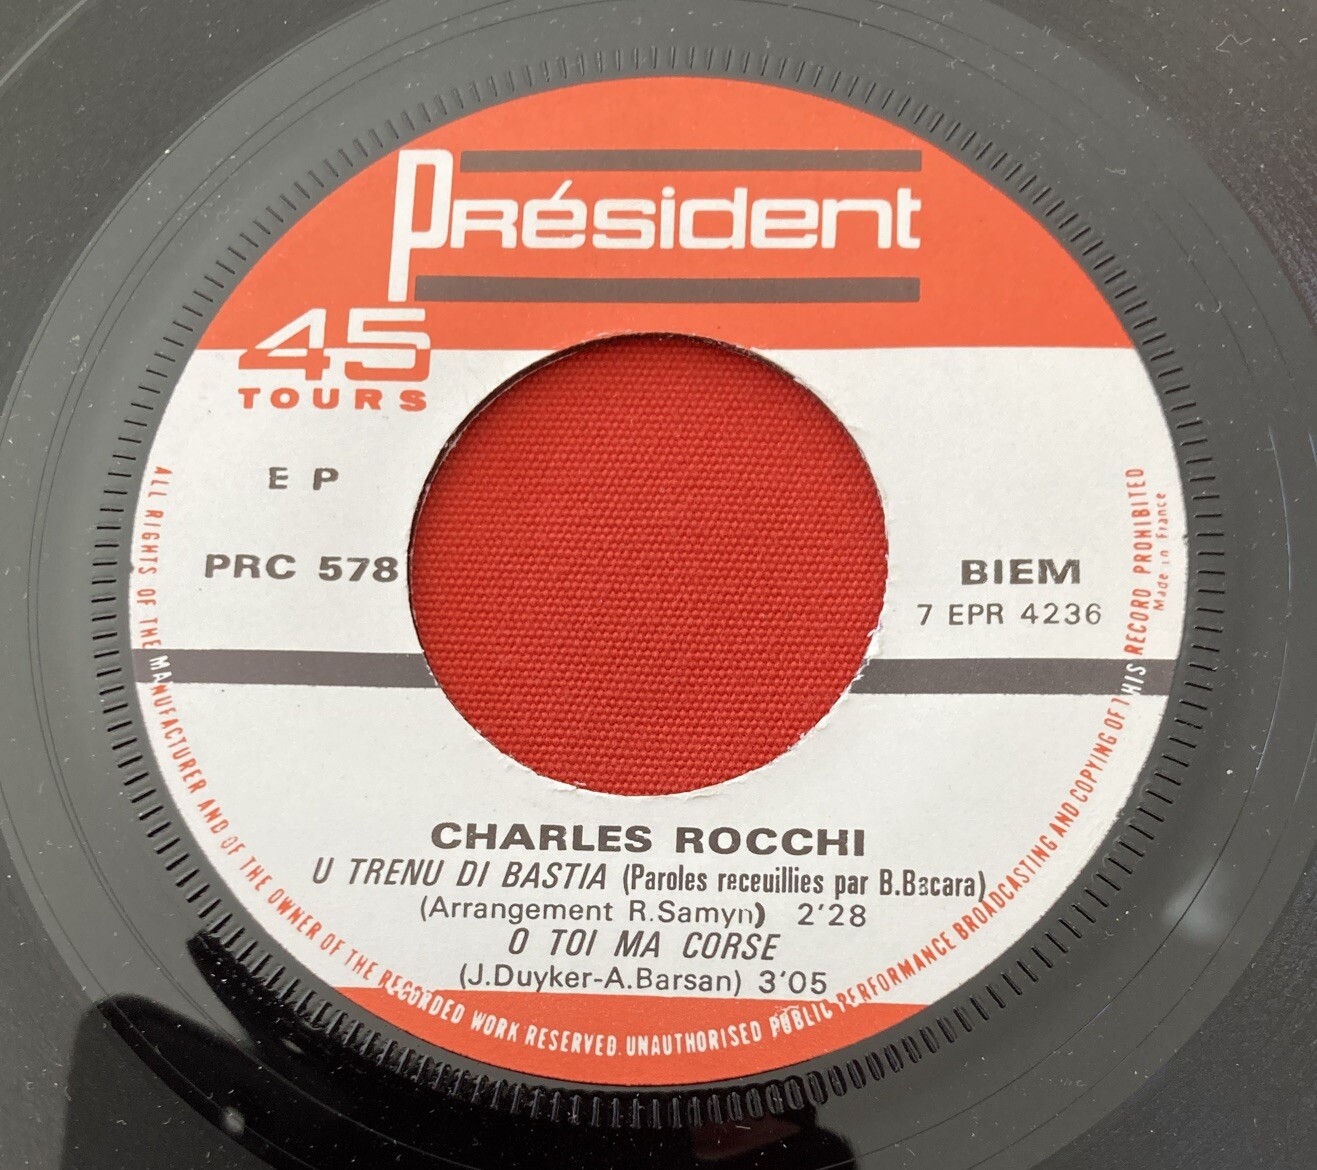 Président
45
TOURS
E P
PRC 578
BIEM
7 EPR 4236
CHARLES ROCCHI
U TRENU DI BASTIA (Paroles receuillies par B.Bacara)
(Arrangement R.Samyn) 2'28
O TOI MA CORSE
(J.Duyker-A.Barsan) 3'05
ALL RIGHTS OF THE MANUFACTURER AND OF THE OWNER OF THE RECORDED WORK RESERVED. UNAUTHORISED PUBLIC PERFORMANCE BROADCASTING AND COPYING OF THIS RECORD PROHIBITED
Made in France